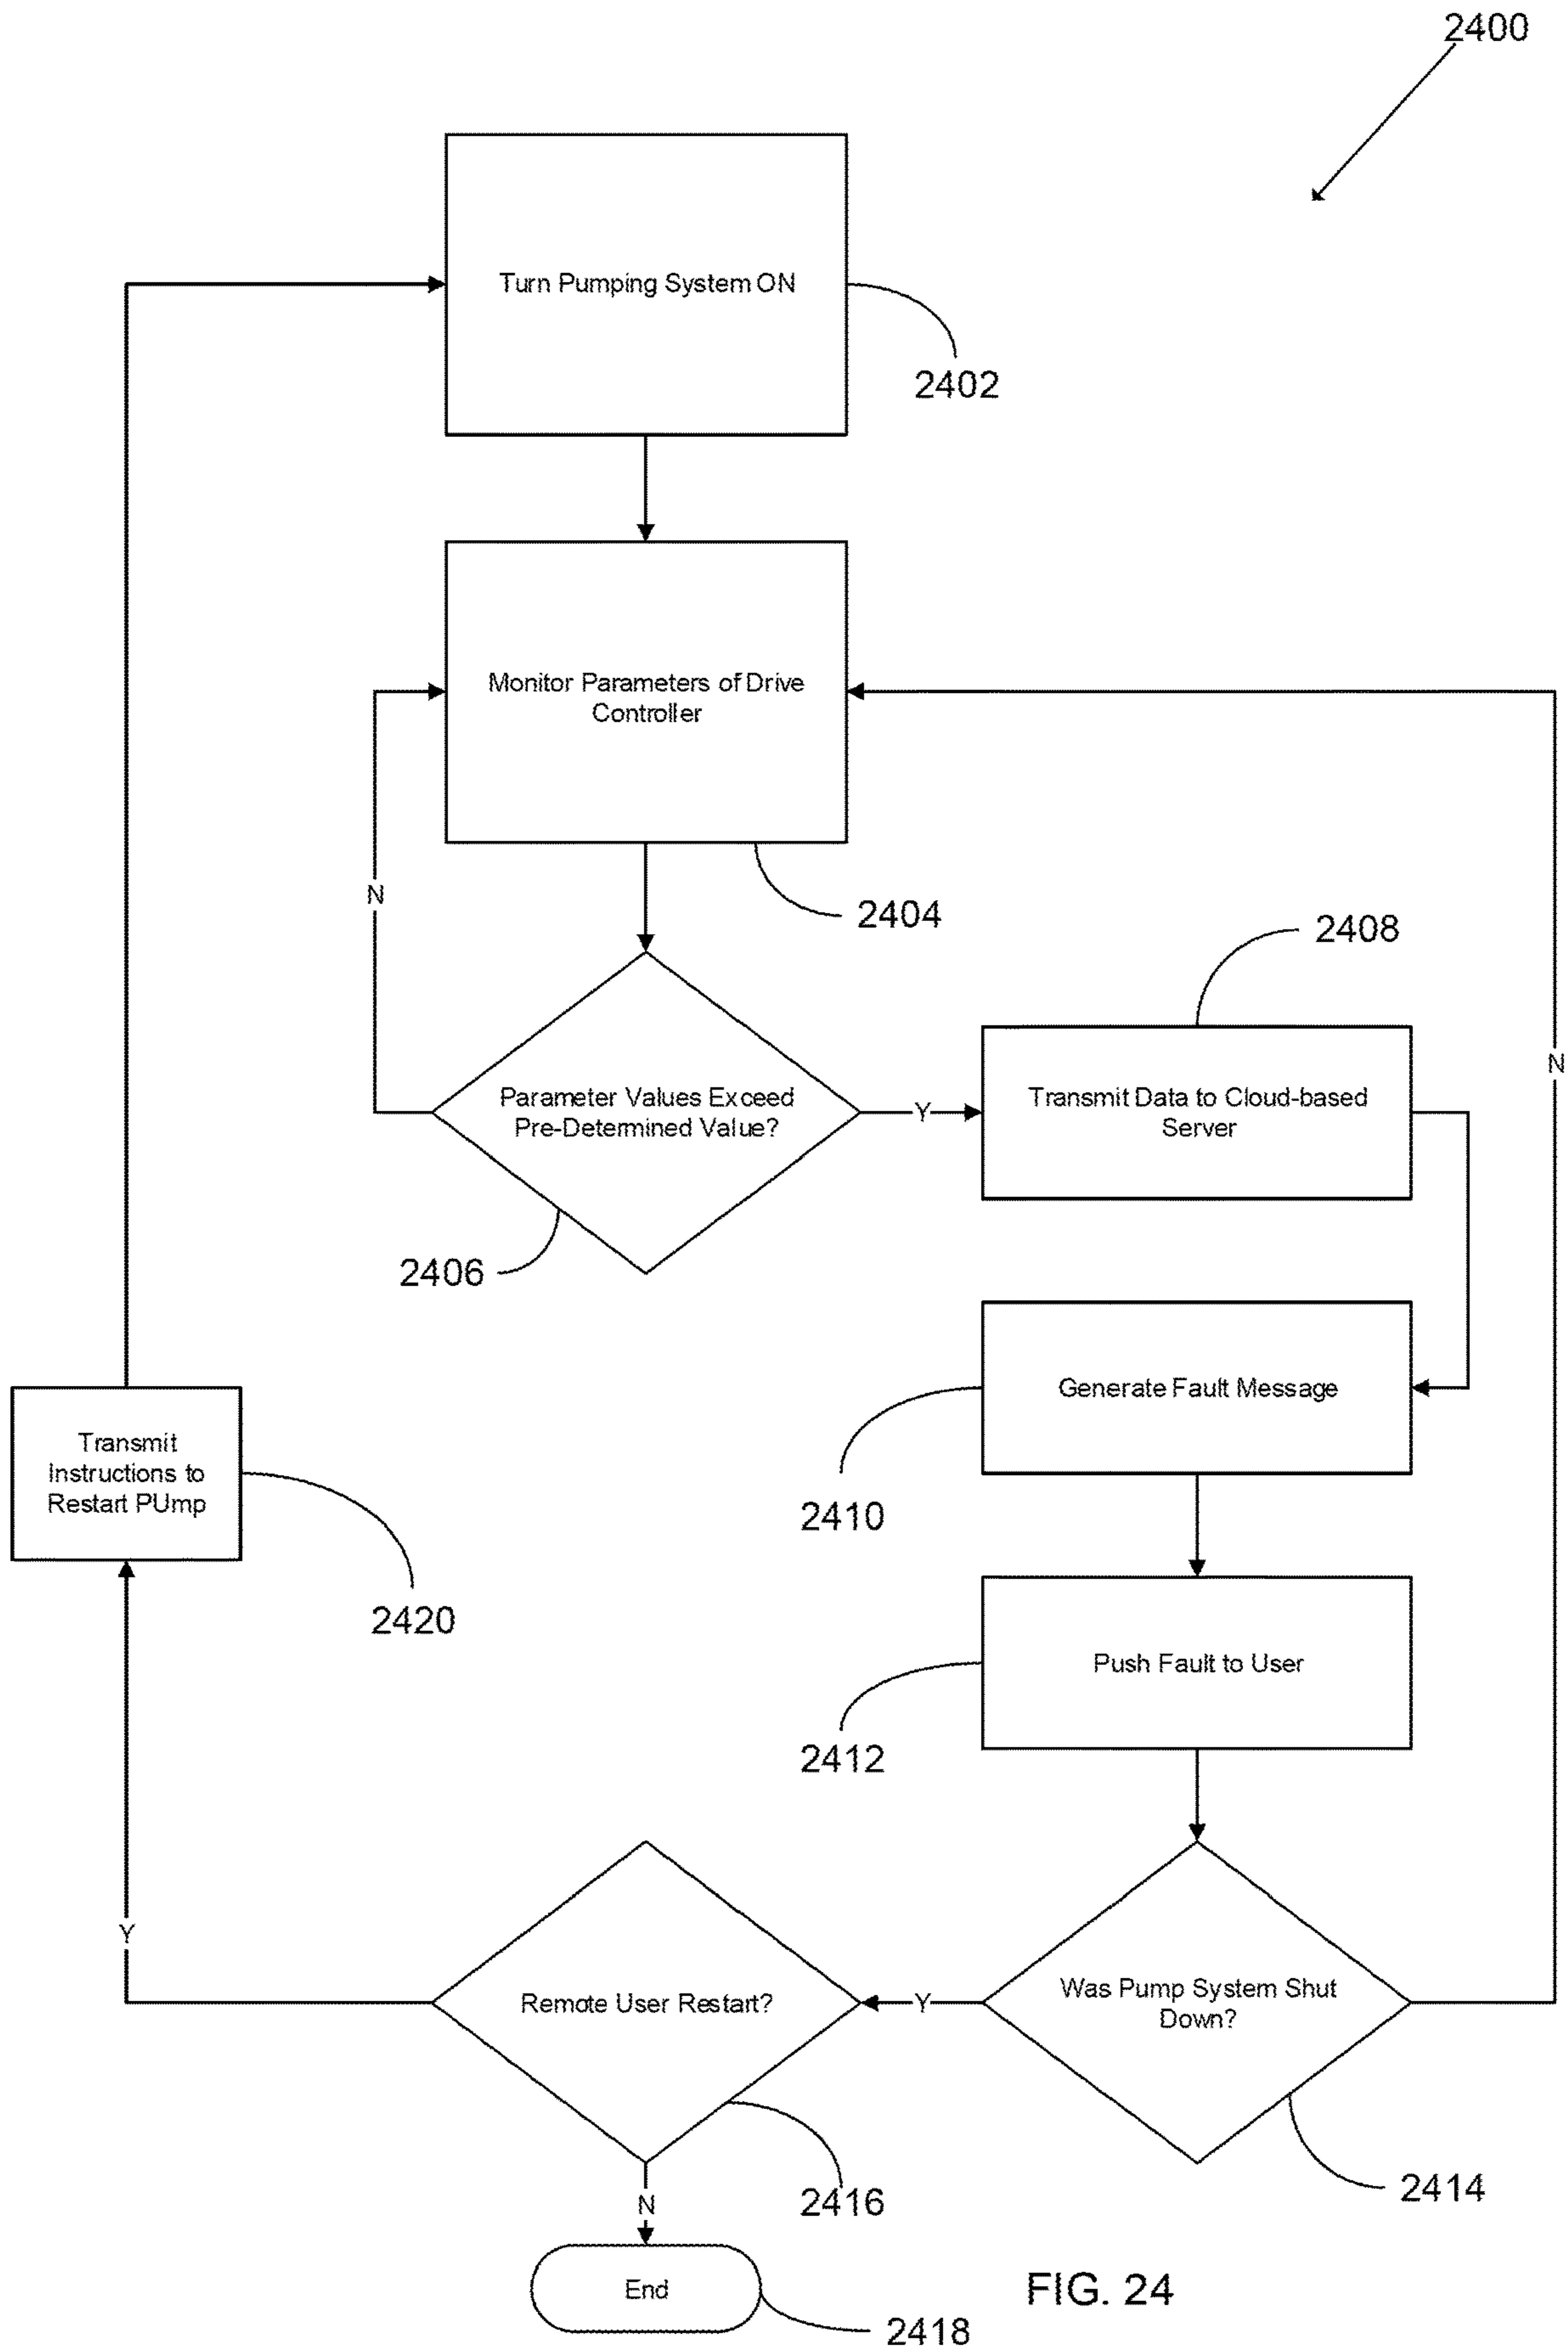 2400
Turn Pumping System ON
2402
Monitor Parameters of Drive
Controller
2404
N
2408
Parameter Values Exceed
Pre-Determined Value?
Y
Transmit Data to Cloud-based
Server
N
2406
Generate Fault Message
2410
Transmit
Instructions to
Restart PUmp
2420
Push Fault to User
2412
Y
Remote User Restart?
Y
Was Pump System Shut
Down?
2416
2414
N
End
2418
FIG. 24